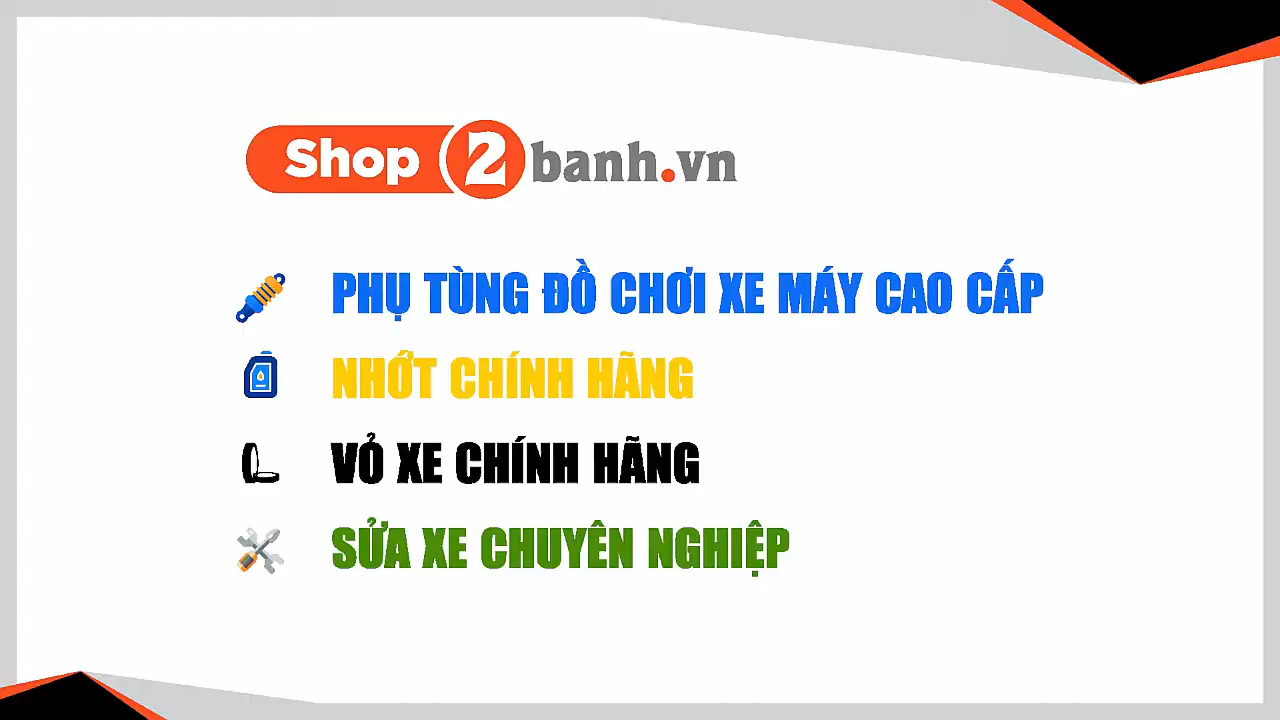 Shop 2 banh.vn
PHỤ TÙNG ĐỒ CHƠI XE MÁY CAO CẤP
NHỚT CHÍNH HÃNG
VỎ XE CHÍNH HÃNG
SỬA XE CHUYÊN NGHIỆP